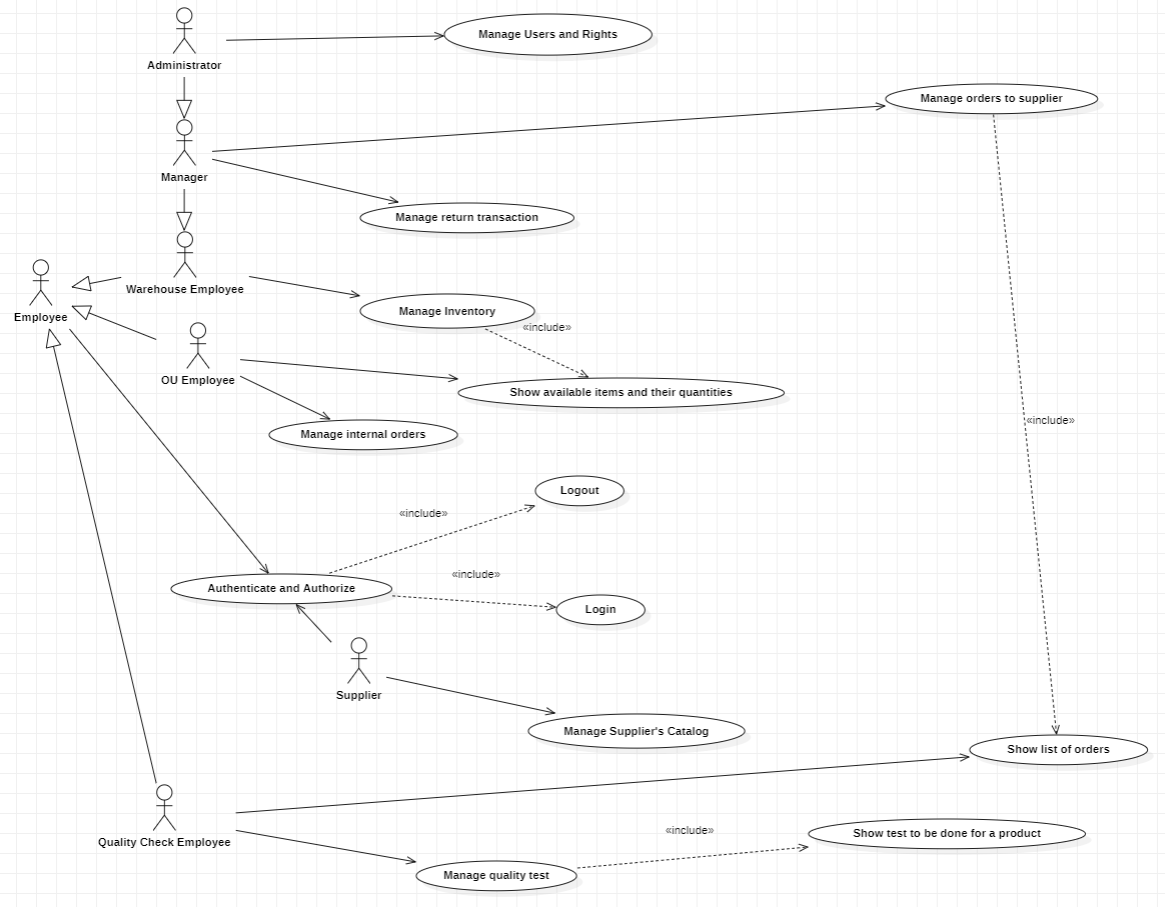 Manage Users and Rights
Administrator
Manage orders to supplier
Manager
Manage return transaction
Warehouse Employee
Employee
Manage Inventory
«include»
OU Employee
Show available items and their quantities
Manage internal orders
«include»
Logout
«include»
«include»
Authenticate and Authorize
Login
Supplier
Manage Supplier's Catalog
Show list of orders
Quality Check Employee
«include»
Show test to be done for a product
Manage quality test